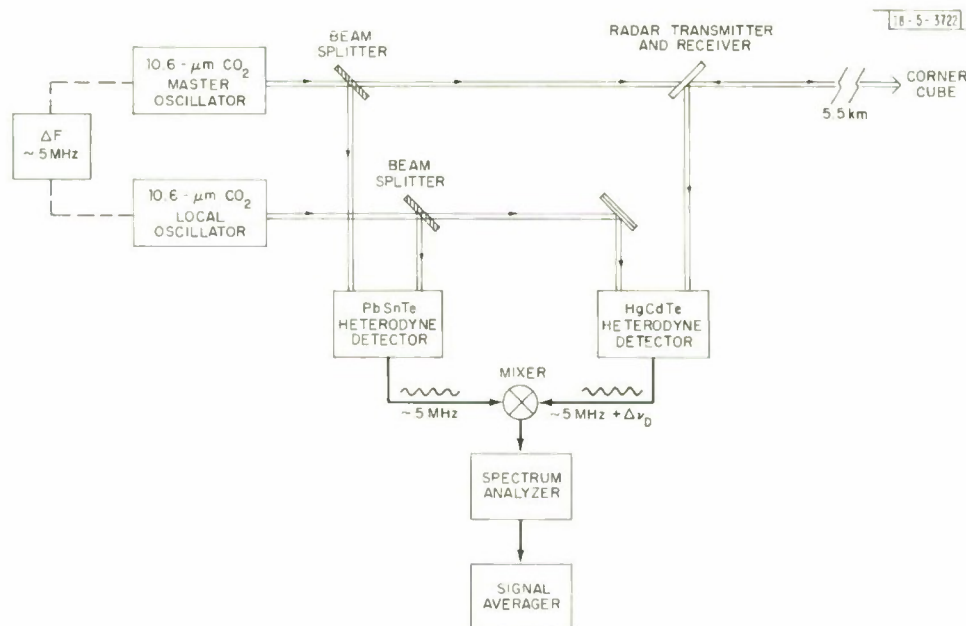 18-5-3722
BEAM
SPLITTER
RADAR TRANSMITTER
AND RECEIVER
10.6-μm CO2
MASTER
OSCILLATOR
CORNER
CUBE
5.5 km
ΔF
~5 MHz
BEAM
SPLITTER
10.6-μm CO2
LOCAL
OSCILLATOR
PbSnTe
HETERODYNE
DETECTOR
HgCdTe
HETERODYNE
DETECTOR
MIXER
~5 MHz
~5 MHz + Δν_D
SPECTRUM
ANALYZER
SIGNAL
AVERAGER